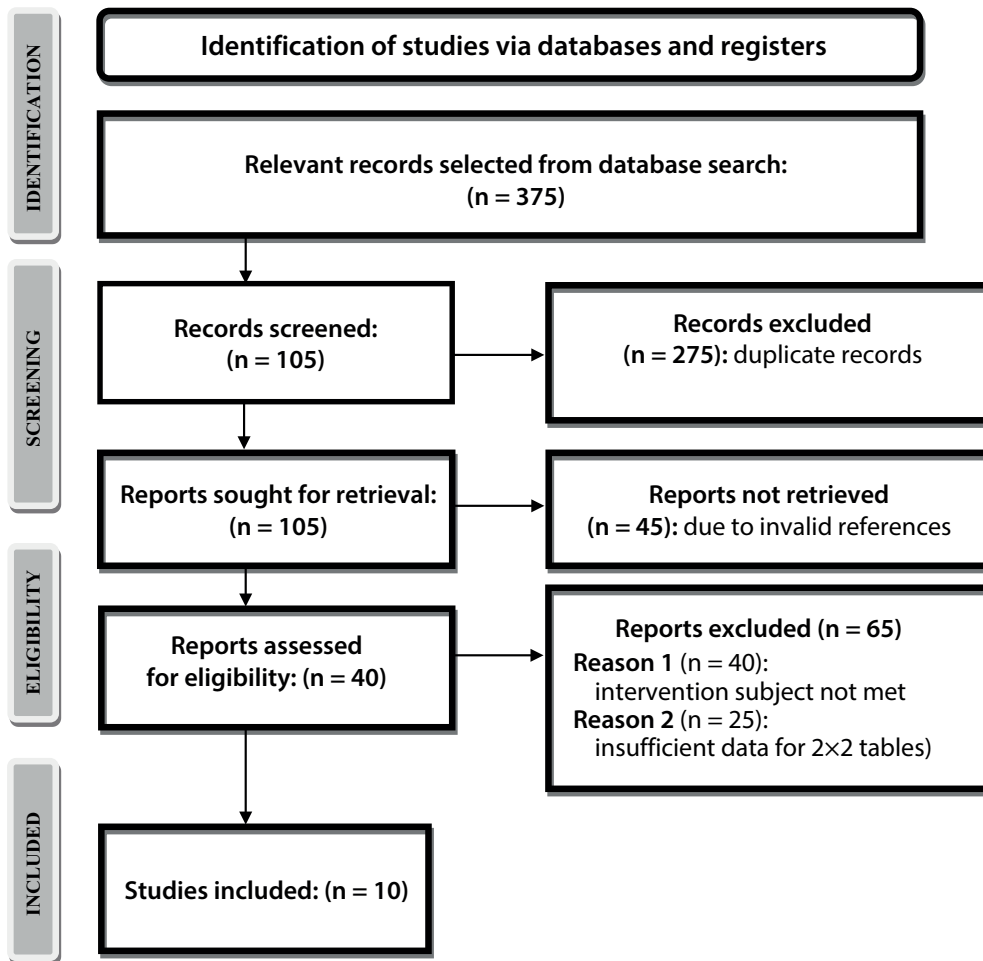 IDENTIFICATION
Identification of studies via databases and registers
Relevant records selected from database search:
(n = 375)
SCREENING
Records screened:
(n = 105)
Records excluded
(n = 275): duplicate records
Reports sought for retrieval:
(n = 105)
Reports not retrieved
(n = 45): due to invalid references
ELIGIBILITY
Reports assessed
for eligibility: (n = 40)
Reports excluded (n = 65)
Reason 1 (n = 40):
intervention subject not met
Reason 2 (n = 25):
insufficient data for 2×2 tables)
INCLUDED
Studies included: (n = 10)